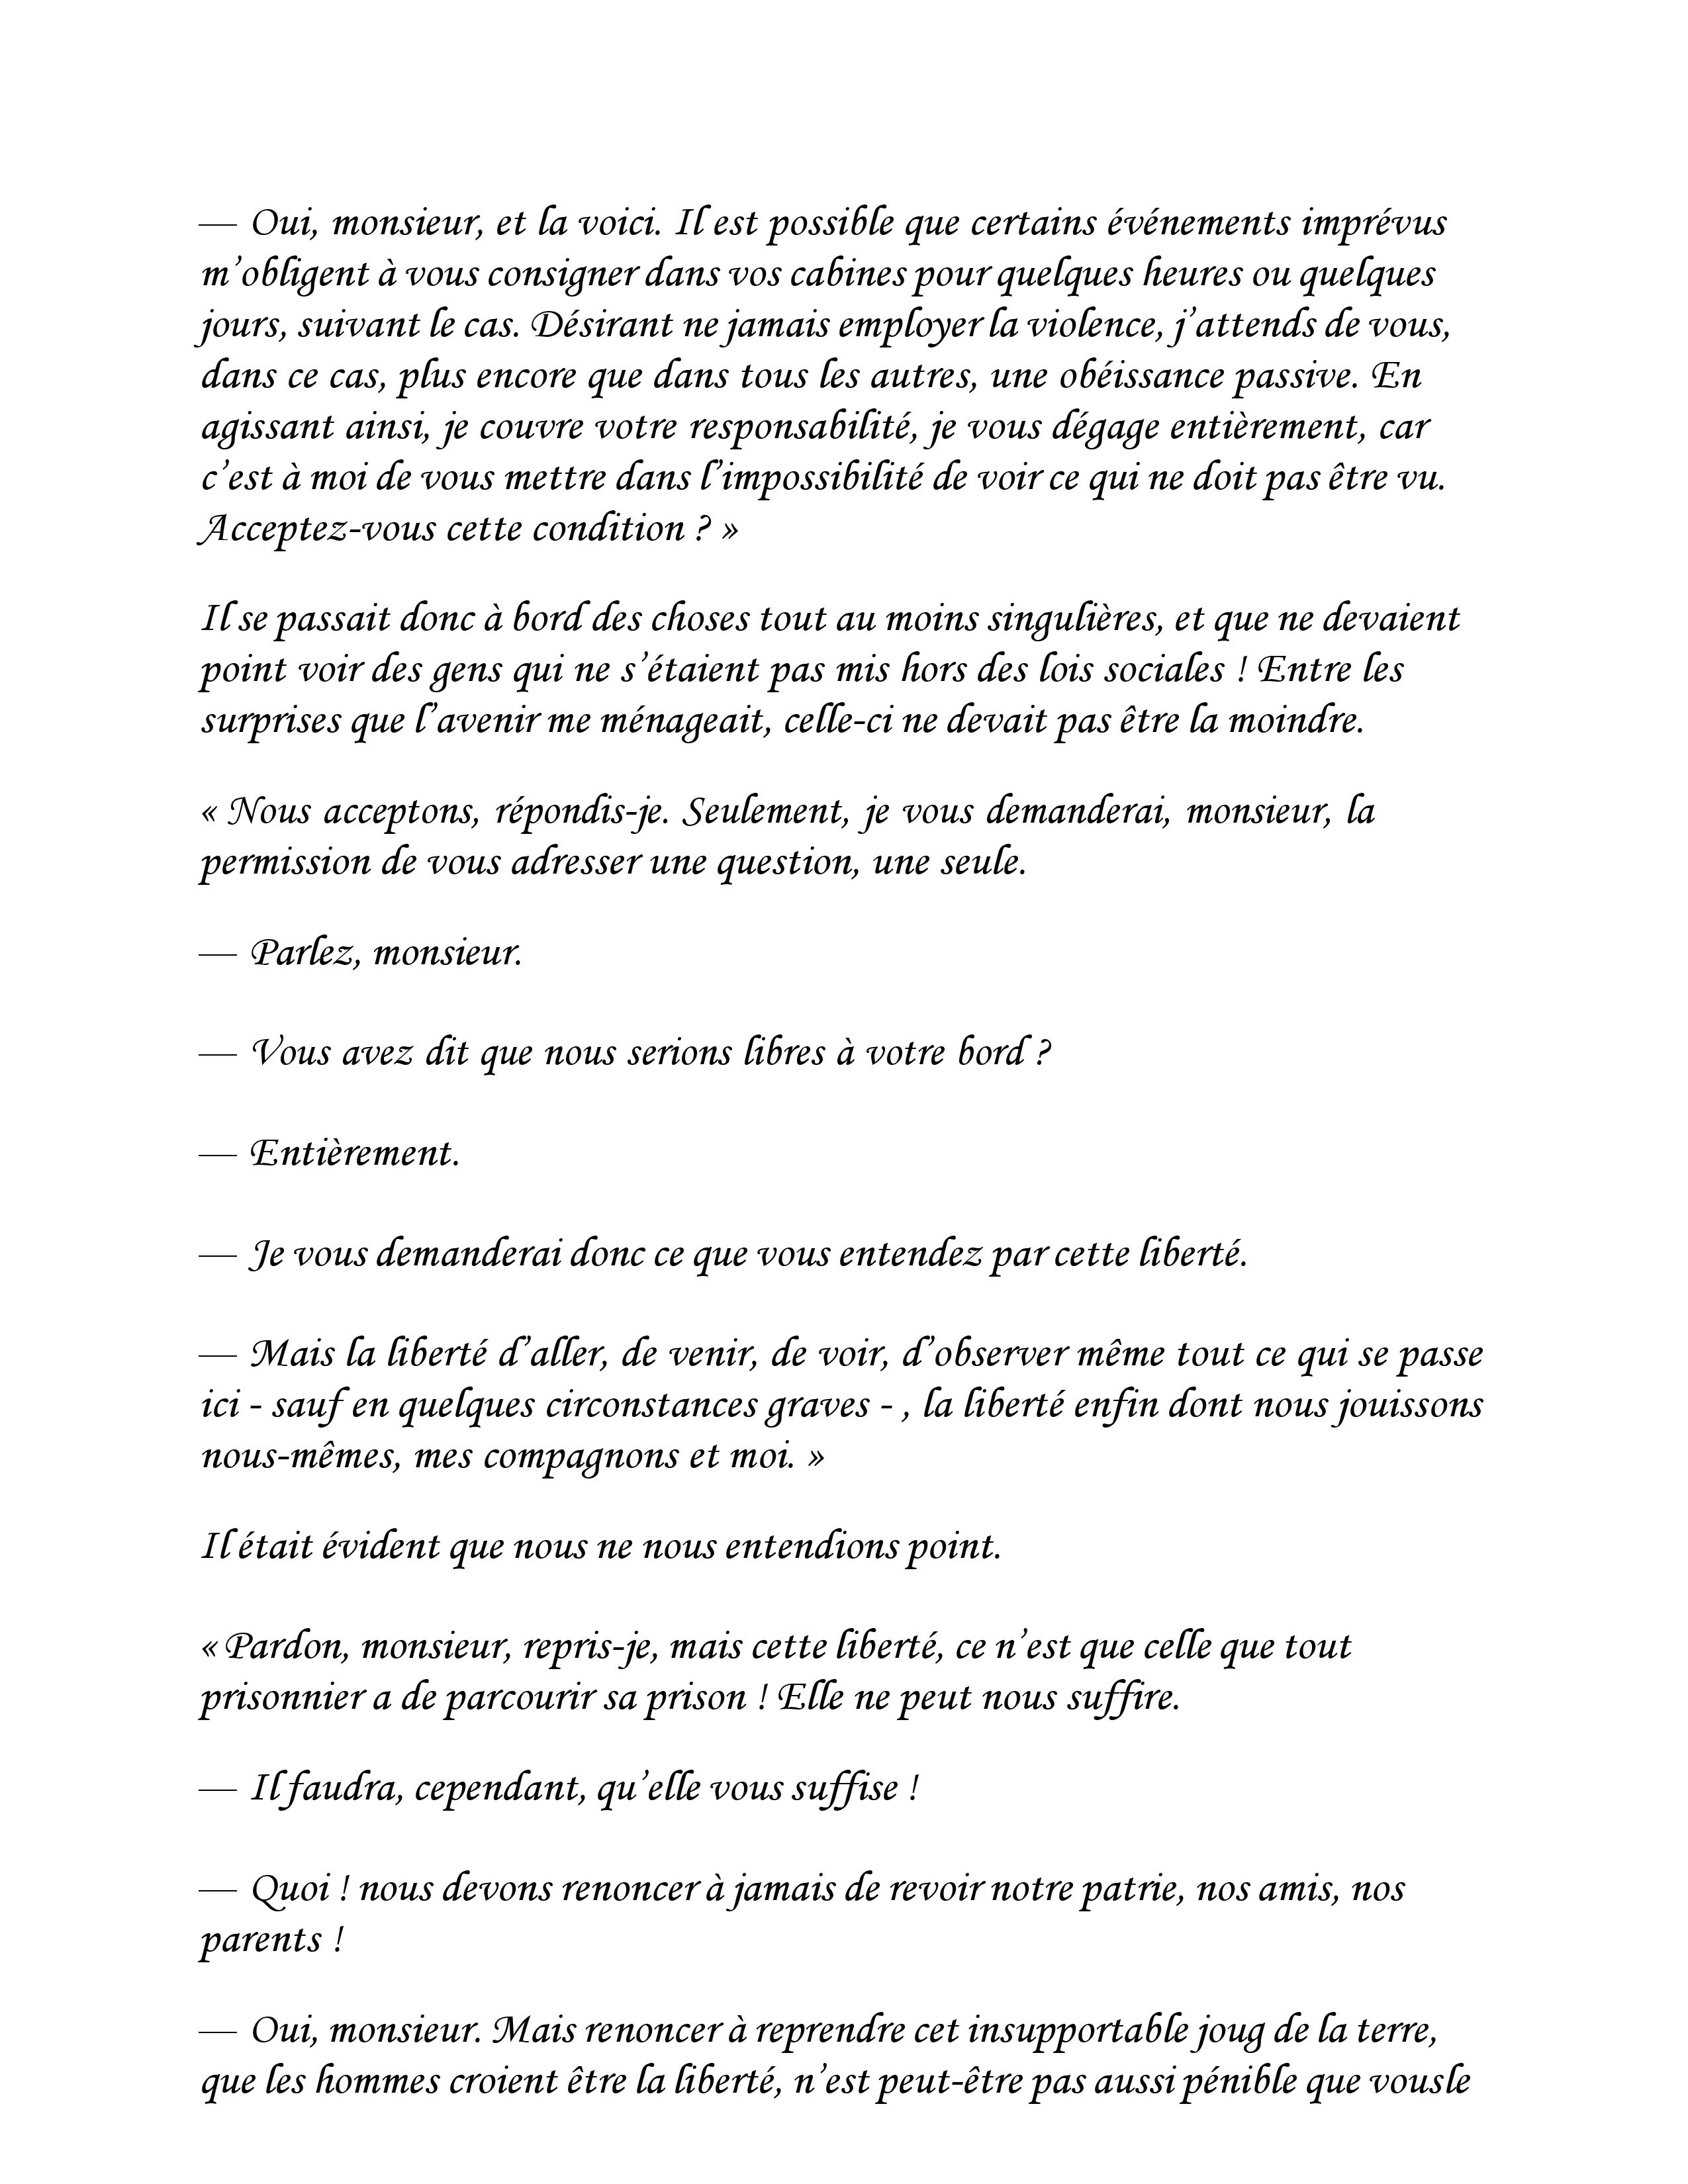 — Oui, monsieur, et la voici. Il est possible que certains événements imprévus
m’obligent à vous consigner dans vos cabines pour quelques heures ou quelques
jours, suivant le cas. Désirant ne jamais employer la violence, j’attends de vous,
dans ce cas, plus encore que dans tous les autres, une obéissance passive. En
agissant ainsi, je couvre votre responsabilité, je vous dégage entièrement, car
c’est à moi de vous mettre dans l’impossibilité de voir ce qui ne doit pas être vu.
Acceptez-vous cette condition ? »
Il se passait donc à bord des choses tout au moins singulières, et que ne devaient
point voir des gens qui ne s’étaient pas mis hors des lois sociales ! Entre les
surprises que l’avenir me ménageait, celle-ci ne devait pas être la moindre.
« Nous acceptons, répondis-je. Seulement, je vous demanderai, monsieur, la
permission de vous adresser une question, une seule.
— Parlez, monsieur.
— Vous avez dit que nous serions libres à votre bord ?
— Entièrement.
— Je vous demanderai donc ce que vous entendez par cette liberté.
— Mais la liberté d’aller, de venir, de voir, d’observer même tout ce qui se passe
ici - sauf en quelques circonstances graves - , la liberté enfin dont nous jouissons
nous-mêmes, mes compagnons et moi. »
Il était évident que nous ne nous entendions point.
« Pardon, monsieur, repris-je, mais cette liberté, ce n’est que celle que tout
prisonnier a de parcourir sa prison ! Elle ne peut nous suffire.
— Il faudra, cependant, qu’elle vous suffise !
— Quoi ! nous devons renoncer à jamais de revoir notre patrie, nos amis, nos
parents !
— Oui, monsieur. Mais renoncer à reprendre cet insupportable joug de la terre,
que les hommes croient être la liberté, n’est peut-être pas aussi pénible que vousle